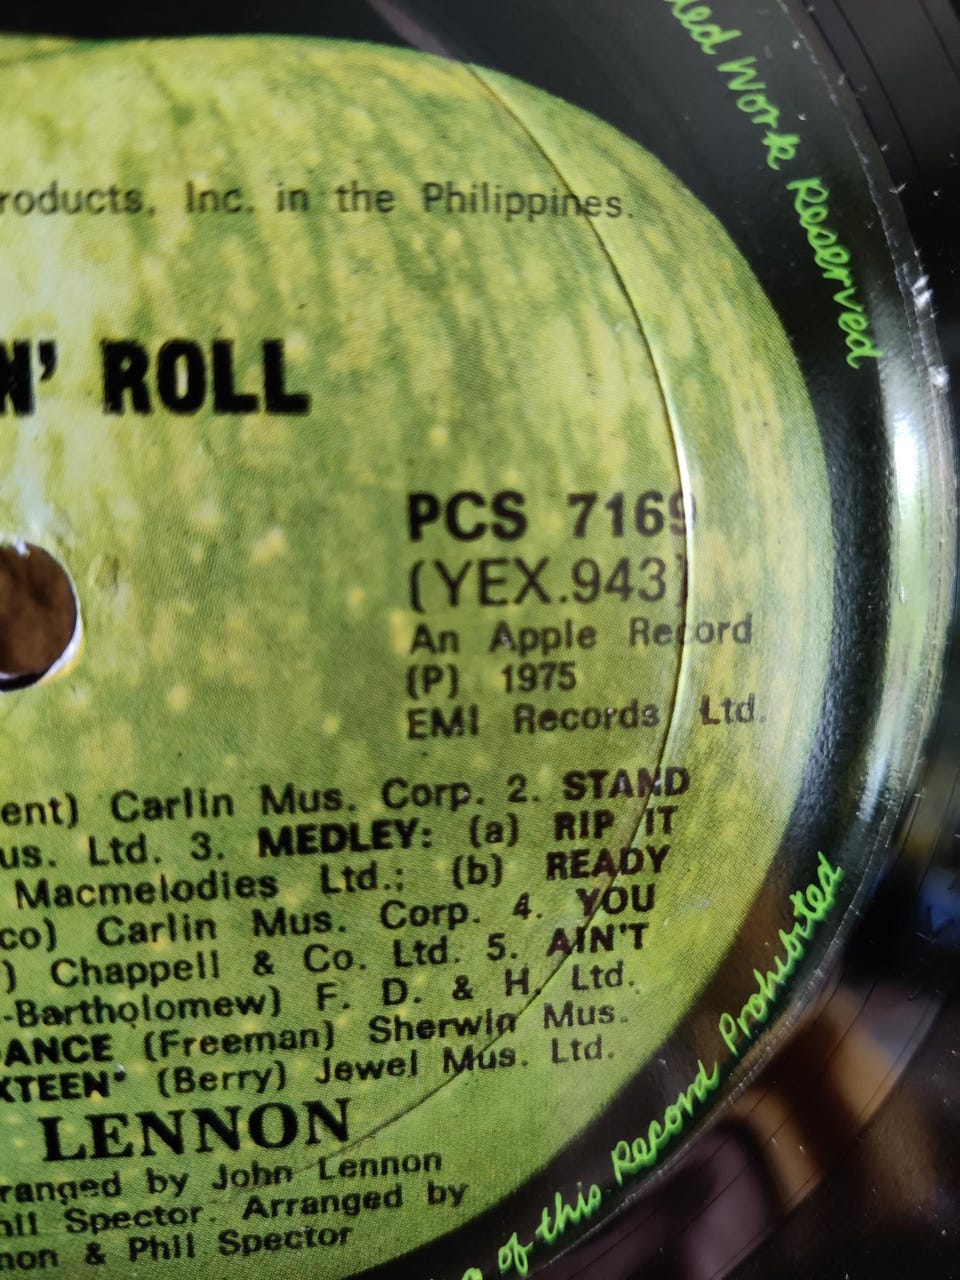 ded Work Reserved
roducts, Inc. in the Philippines.
N' ROLL
PCS 7169
(YEX.943)
An Apple Record
(P) 1975
EMI Records Ltd.
ent) Carlin Mus. Corp. 2. STAND
us. Ltd. 3. MEDLEY: (a) RIP IT
Macmelodies Ltd.; (b) READY
co) Carlin Mus. Corp. 4. YOU
) Chappell & Co. Ltd. 5. AIN'T
-Bartholomew) F. D. & H. Ltd.
ANCE (Freeman) Sherwin Mus.
XTEEN" (Berry) Jewel Mus. Ltd.
LENNON
ranged by John Lennon
hil Spector. Arranged by
non & Phil Spector
g of this Record Prohibited